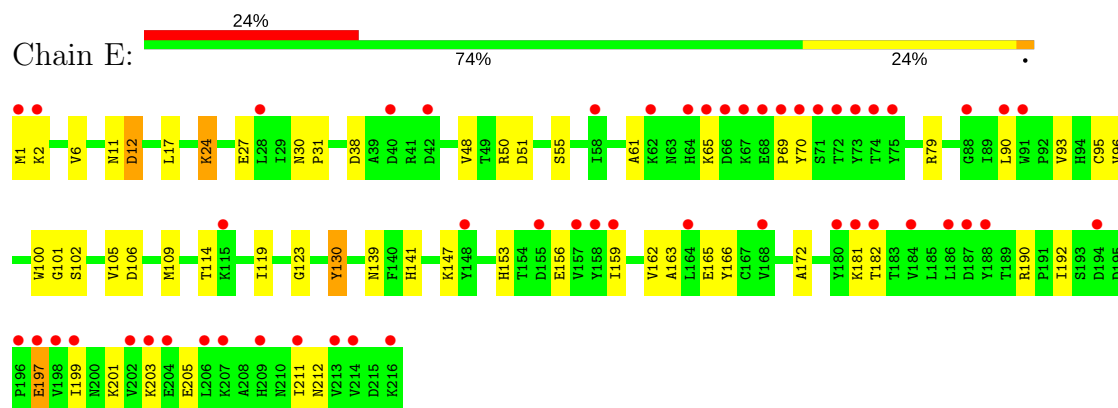 24%
Chain E:
74% 24% •
M1 K2 V6 N11 D12 L17 K24 E27 L28 I29 N30 P31 D38 A39 D40 R41 D42 V48 T49 R50 D51 S55 I58 A61 K62 N63 H64 K65 D66 K67 E68 P69 Y70 S71 T72 Y73 T74 Y75 R79 G88 I89 L90 W91 P92 V93 H94 C95 V96
W100 G101 S102 V105 D106 M109 T114 K115 I119 G123 Y130 N139 F140 H141 K147 Y148 H153 T154 D155 E156 V157 Y158 I159 V162 A163 L164 E165 Y166 C167 V168 A172 Y180 K181 T182 T183 V184 L185 L186 D187 Y188 T189 R190 P191 I192 S193 D194 D195
P196 E197 V198 I199 N200 K201 V202 K203 E204 E205 L206 K207 A208 H209 N210 I211 N212 V213 V214 D215 K216